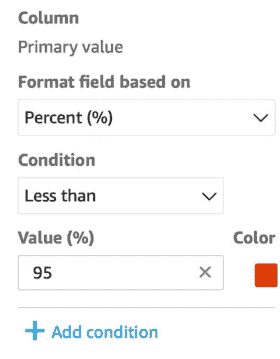 Column
Primary value
Format field based on
Percent (%)
Condition
Less than
Value (%) Color
95
Add condition